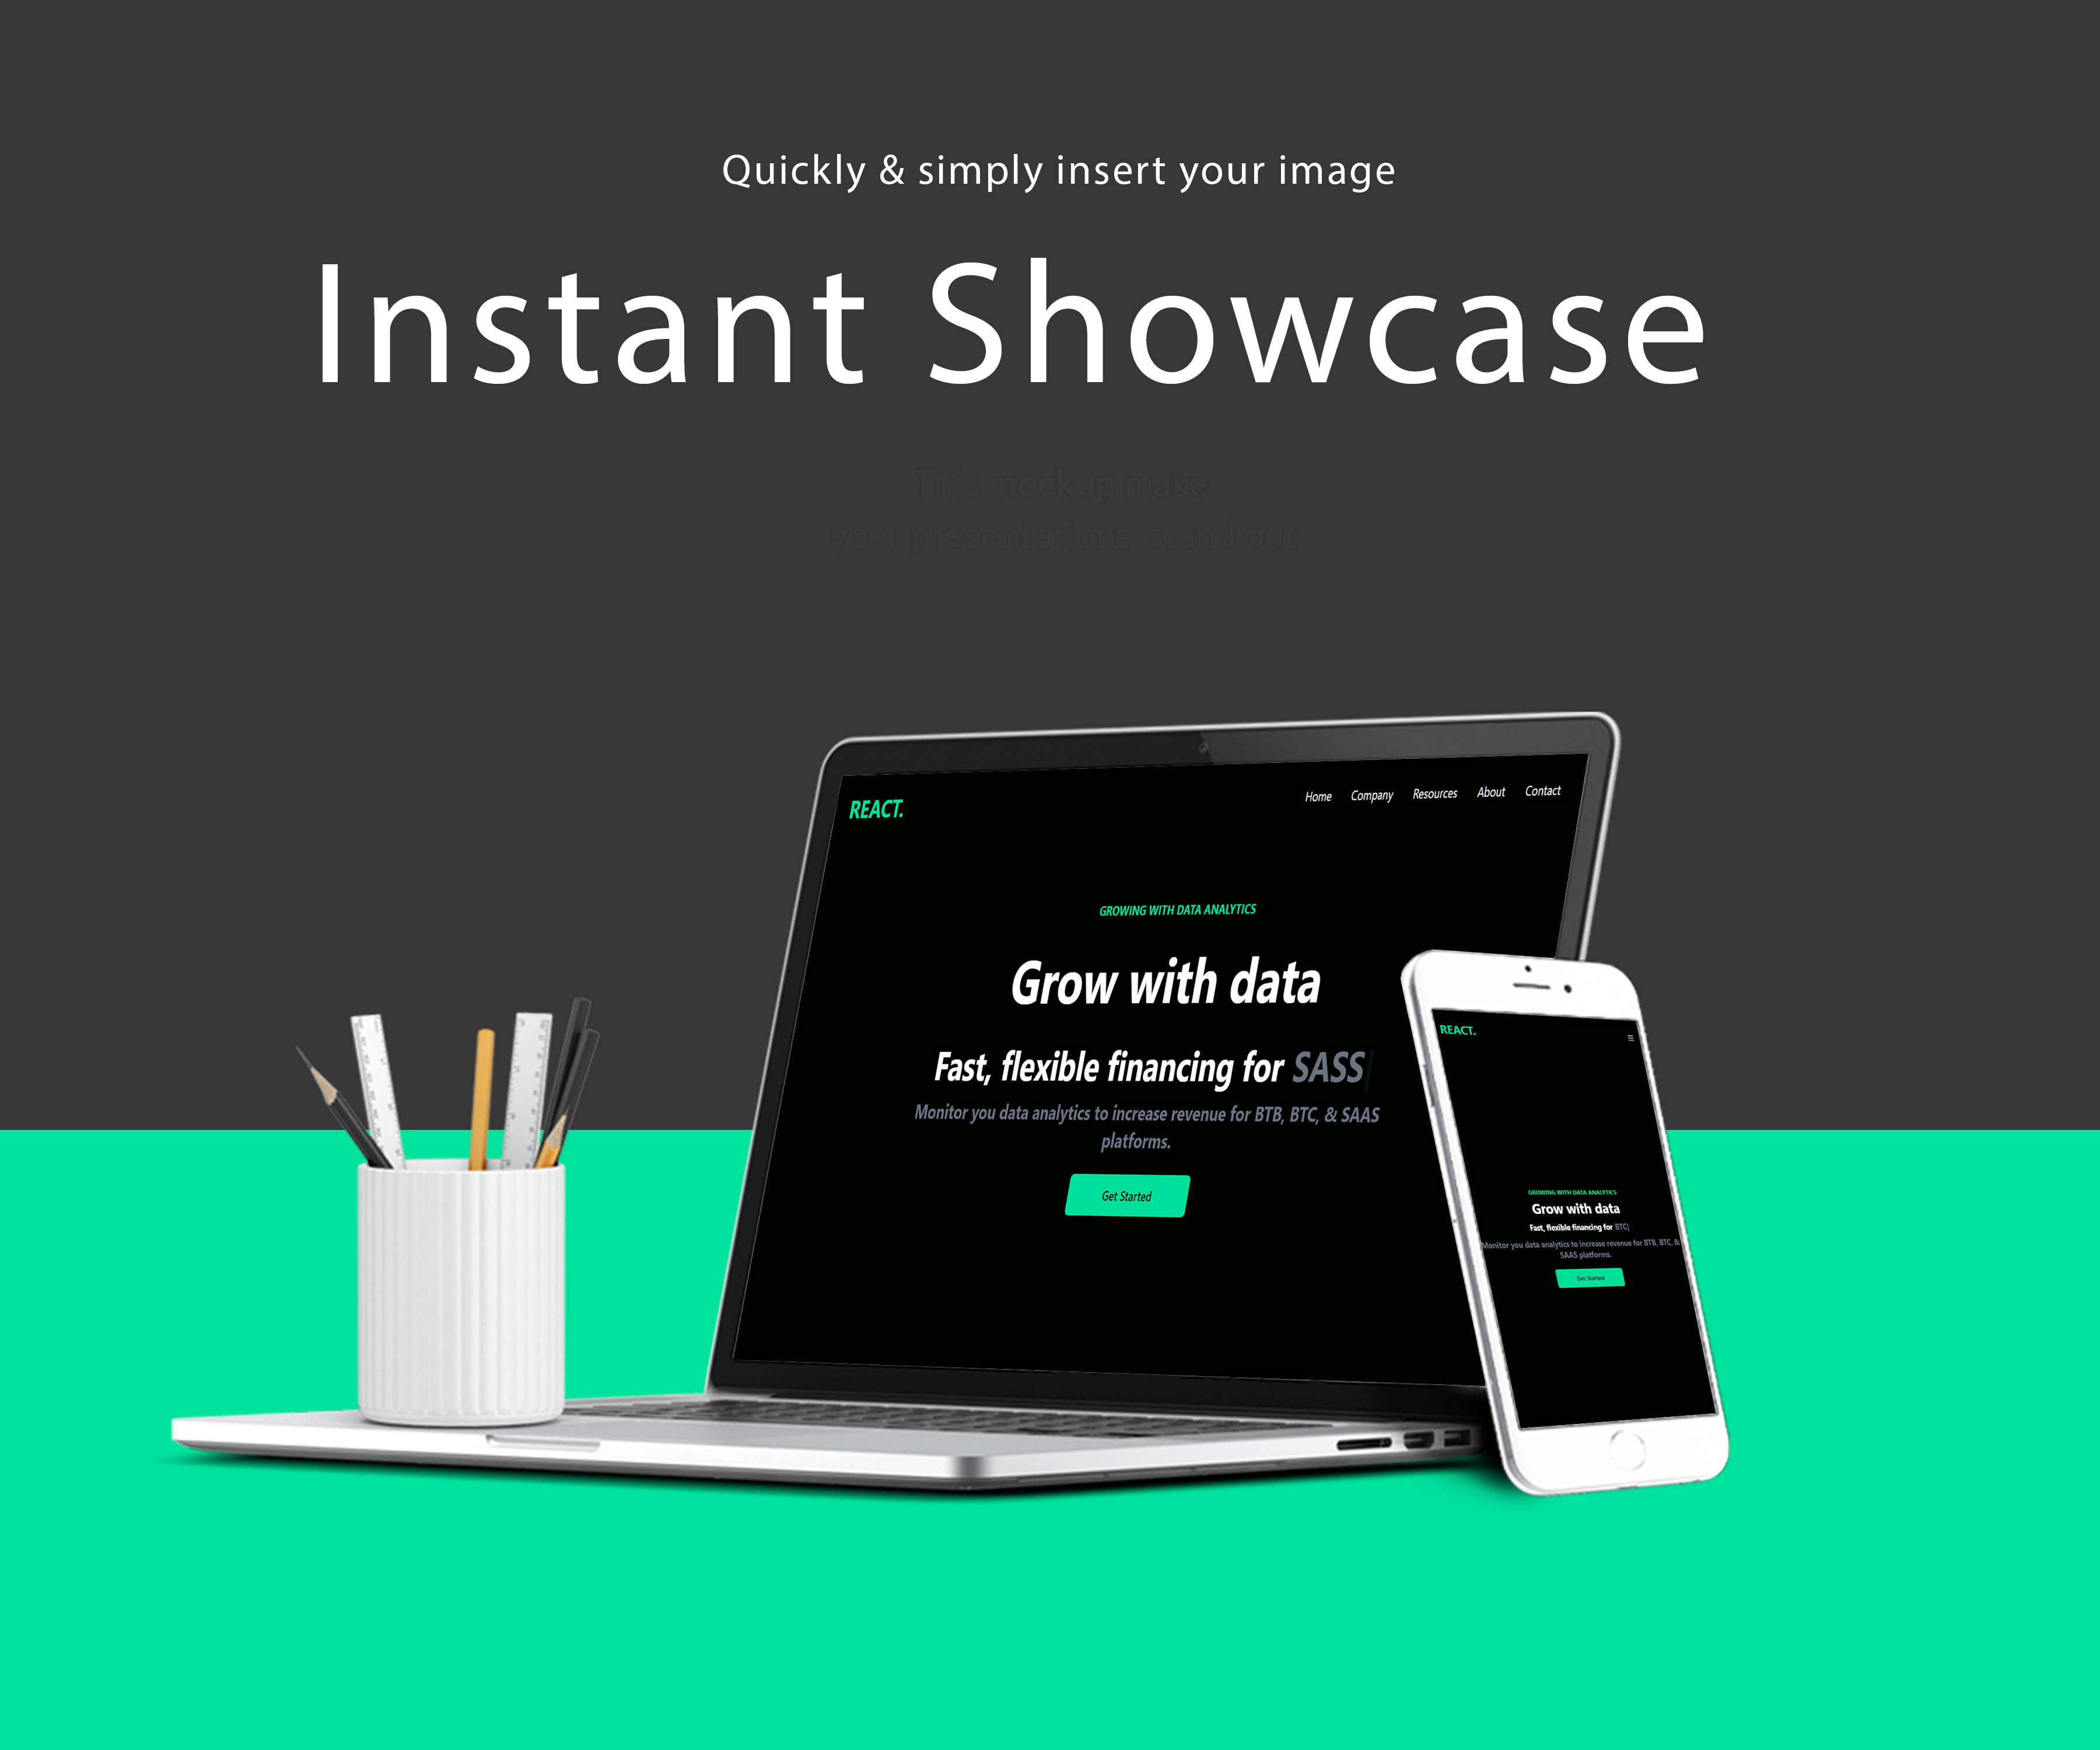 Quickly & simply insert your image
Instant Showcase
This mockup make
your presentations stand out
REACT.
Home Company Resources About Contact
GROWING WITH DATA ANALYTICS
Grow with data
Fast, flexible financing for SASS
Monitor you data analytics to increase revenue for BTB, BTC, & SAAS
platforms.
Get Started
REACT.
GROWING WITH DATA ANALYTICS
Grow with data
Fast, flexible financing for BTC
Monitor you data analytics to increase revenue for BTB, BTC, &
SAAS platforms.
Get Started